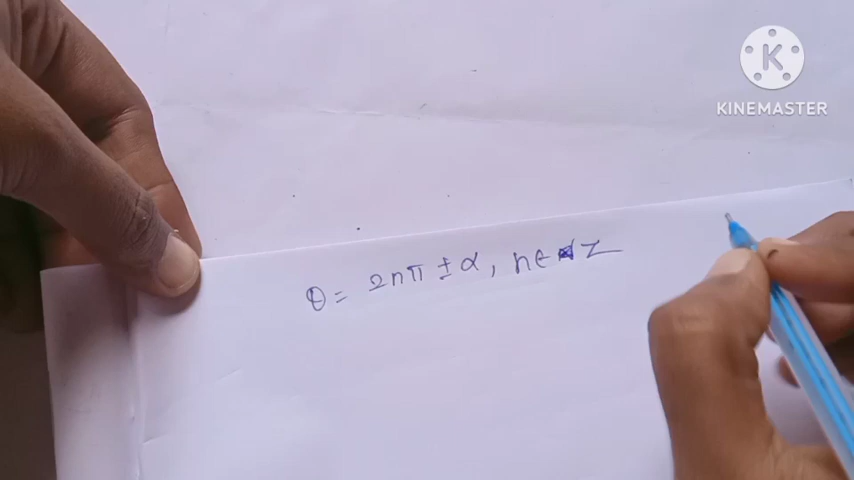 KINEMASTER
θ = 2nπ ± α, n ∈ Z